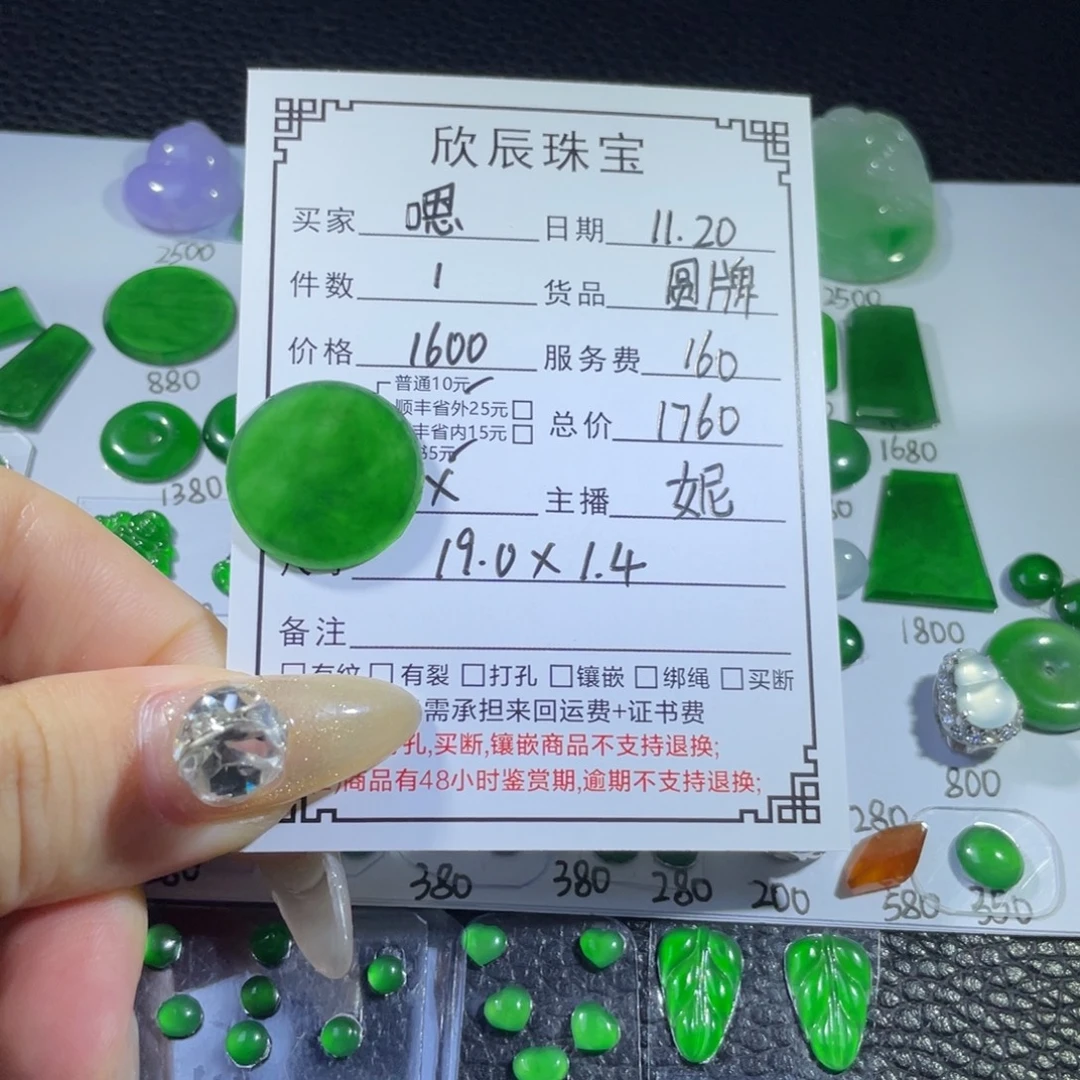 欣辰珠宝
买家 嗯 日期 11.20
件数 1 货品 圆牌
价格 1600 服务费 160
普通10元✓
顺丰省外25元□
丰省内15元□
5元✓
总价 1760
X 主播 妮
19.0X1.4
备注
□有纹 □有裂 □打孔 □镶嵌 □绑绳 □买断
需承担来回运费+证书费
孔,买断,镶嵌商品不支持退换;
商品有48小时鉴赏期,逾期不支持退换;
2500
880
1380
2500
1680
1800
800
280
380
380
280
200
580
350